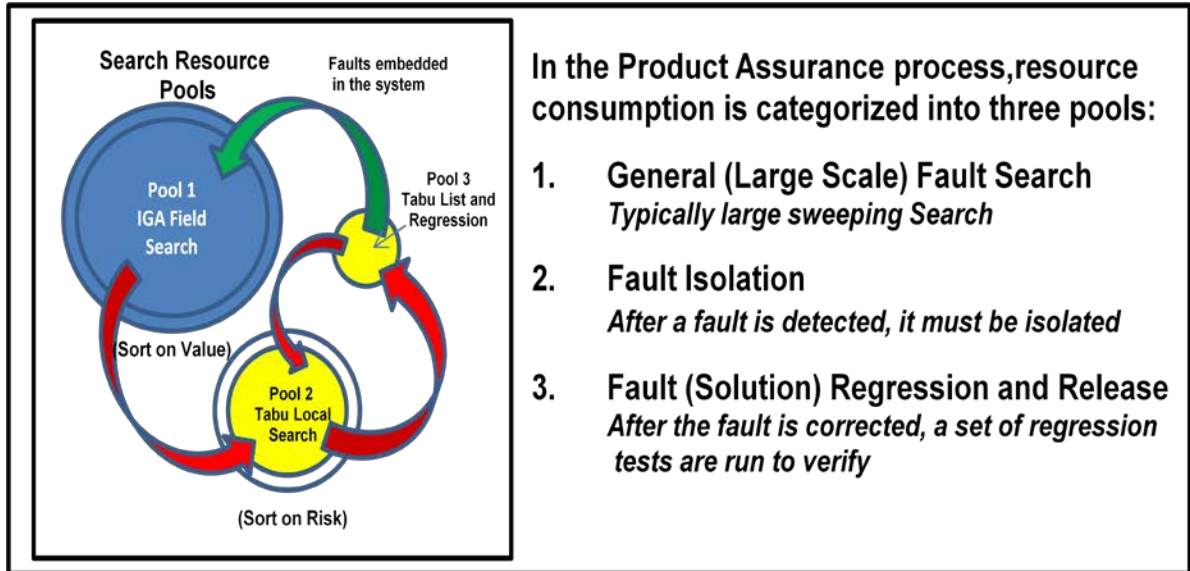 Search Resource
Pools
Faults embedded
in the system
Pool 1
IGA Field
Search
Pool 3
Tabu List and
Regression
(Sort on Value)
Pool 2
Tabu Local
Search
(Sort on Risk)
In the Product Assurance process,resource
consumption is categorized into three pools:
1. General (Large Scale) Fault Search
Typically large sweeping Search
2. Fault Isolation
After a fault is detected, it must be isolated
3. Fault (Solution) Regression and Release
After the fault is corrected, a set of regression
tests are run to verify